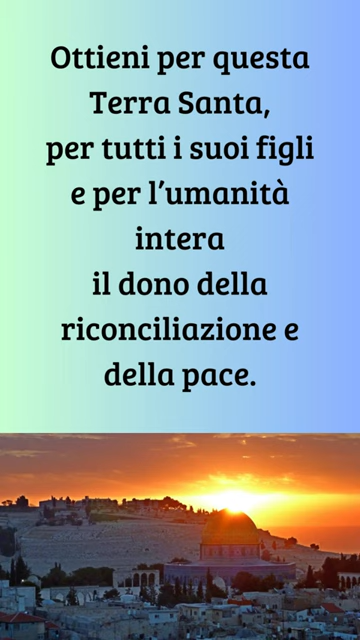 Ottieni per questa
Terra Santa,
per tutti i suoi figli
e per l’umanità
intera
il dono della
riconciliazione e
della pace.